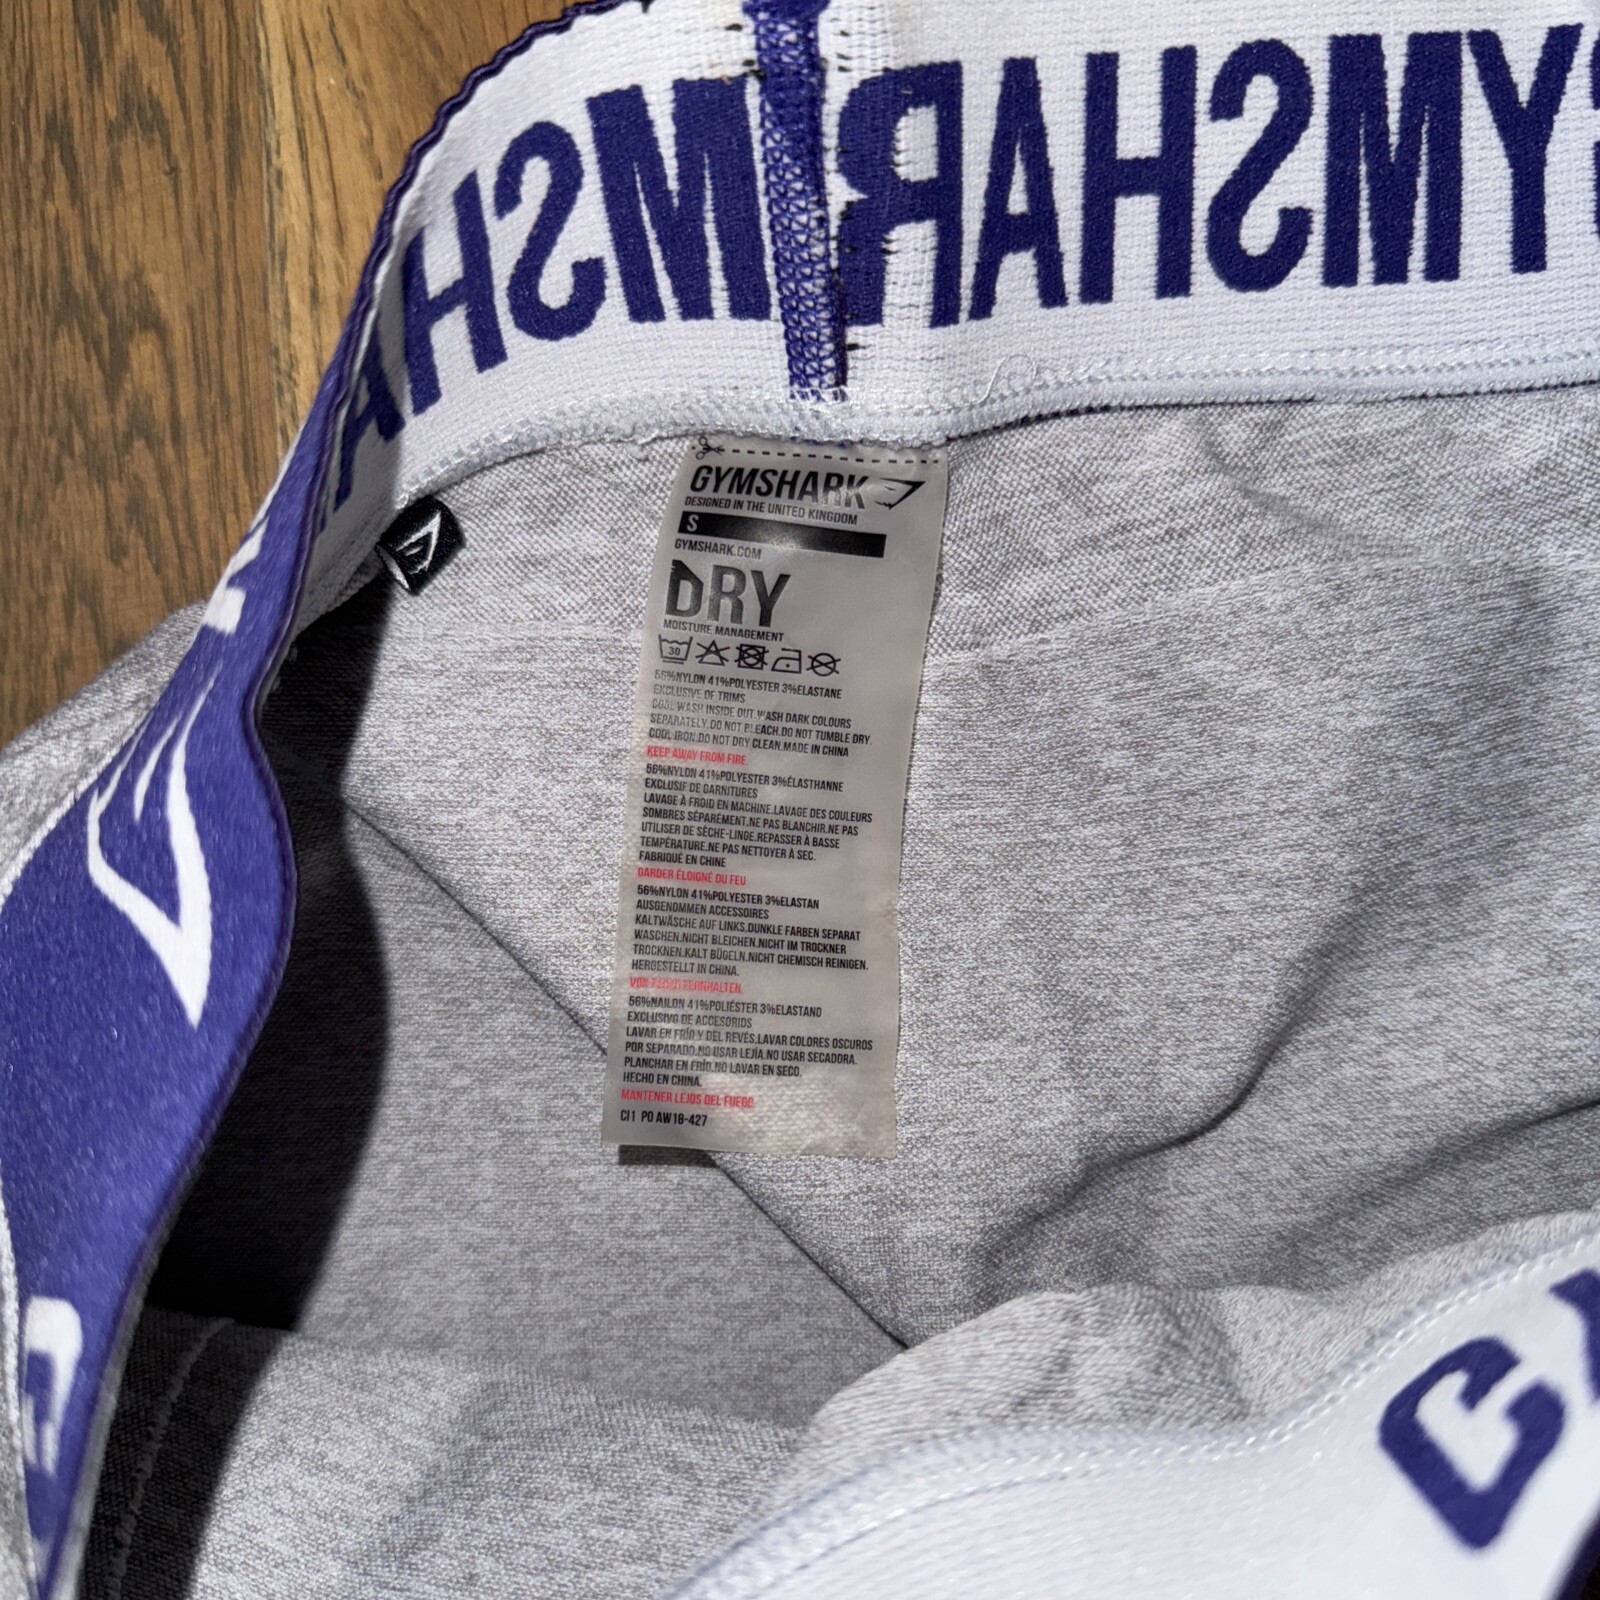 GYMSHARK
GYMSHARK
DESIGNED IN THE UNITED KINGDOM
S
GYMSHARK.COM
DRY
MOISTURE MANAGEMENT
30
56%NYLON 41%POLYESTER 3%ELASTANE
EXCLUSIVE OF TRIMS
COOL WASH INSIDE OUT.WASH DARK COLOURS
SEPARATELY.DO NOT BLEACH.DO NOT TUMBLE DRY.
COOL IRON.DO NOT DRY CLEAN.MADE IN CHINA
KEEP AWAY FROM FIRE.
56%NYLON 41%POLYESTER 3%ÉLASTHANNE
EXCLUSIF DE GARNITURES
LAVAGE À FROID EN MACHINE.LAVAGE DES COULEURS
SOMBRES SÉPARÉMENT.NE PAS BLANCHIR.NE PAS
UTILISER DE SÈCHE-LINGE.REPASSER À BASSE
TEMPÉRATURE.NE PAS NETTOYER À SEC.
FABRIQUÉ EN CHINE
GARDER ÉLOIGNÉ DU FEU
56%NYLON 41%POLYESTER 3%ELASTAN
AUSGENOMMEN ACCESSOIRES
KALTWÄSCHE AUF LINKS.DUNKLE FARBEN SEPARAT
WASCHEN.NICHT BLEICHEN.NICHT IM TROCKNER
TROCKNEN.KALT BÜGELN.NICHT CHEMISCH REINIGEN.
HERGESTELLT IN CHINA.
VON FEUER FERNHALTEN.
56%NAILON 41%POLIÉSTER 3%ELASTANO
EXCLUSIVO DE ACCESORIOS
LAVAR EN FRÍO Y DEL REVÉS.LAVAR COLORES OSCUROS
POR SEPARADO.NO USAR LEJÍA.NO USAR SECADORA.
PLANCHAR EN FRÍO.NO LAVAR EN SECO.
HECHO EN CHINA.
MANTENER LEJOS DEL FUEGO.
CI1 PO AW18-427